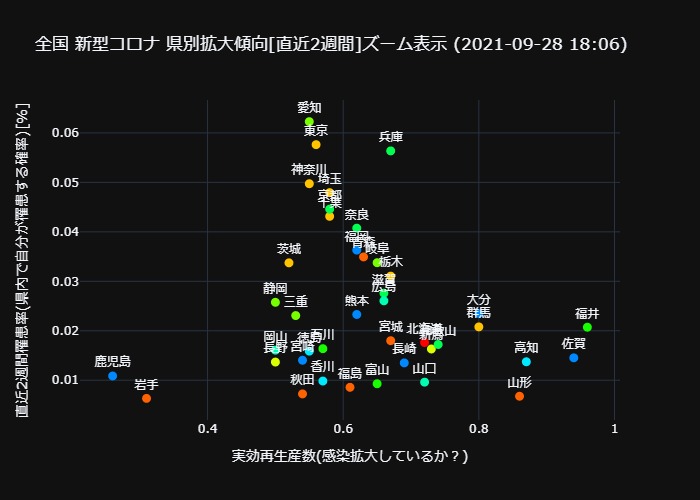 全国 新型コロナ 県別拡大傾向[直近2週間]ズーム表示 (2021-09-28 18:06)
直近2週間罹患率(県内で自分が罹患する確率)[%]
0.06
0.05
0.04
0.03
0.02
0.01
愛知
東京
兵庫
神奈川
埼玉
京都
千葉
奈良
福岡
岐阜
茨城
栃木
滋賀
広島
静岡
三重
熊本
大分
群馬
福井
宮城
北海道
岡山
徳島
石川
長野
宮崎
長崎
佐賀
高知
鹿児島
香川
福島
富山
山口
岩手
秋田
山形
0.4
0.6
0.8
1
実効再生産数(感染拡大しているか？)